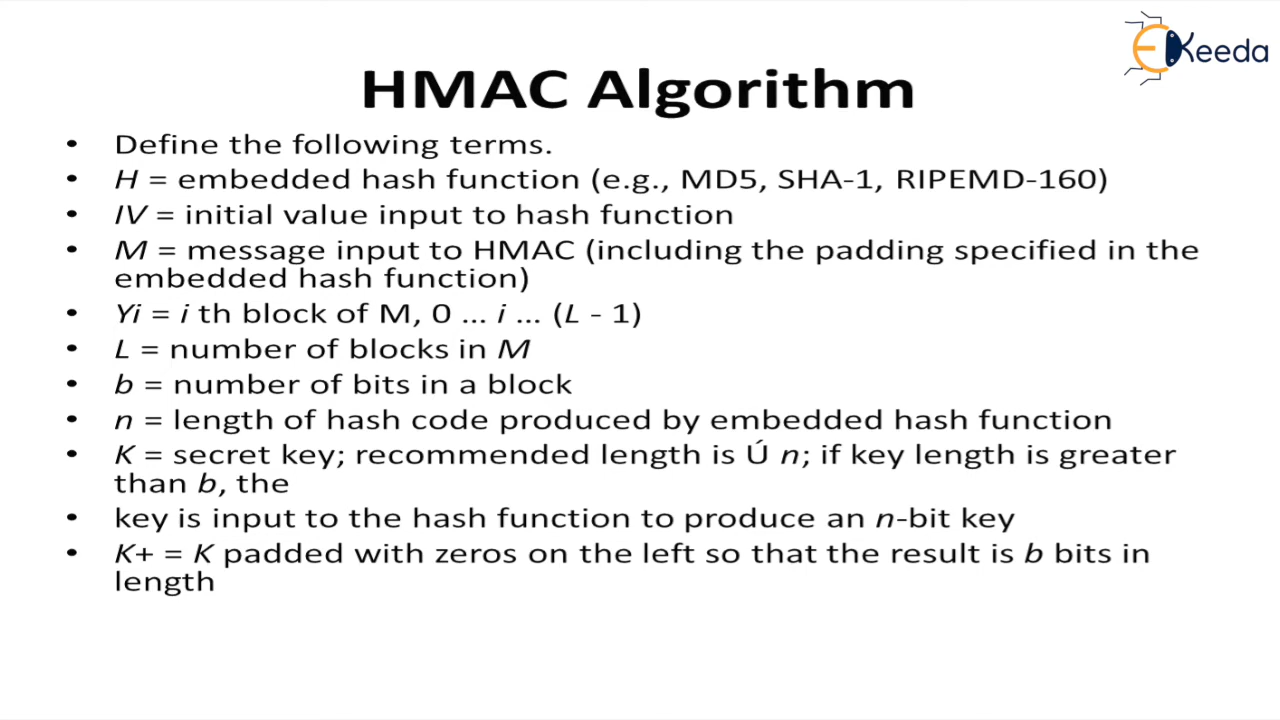 EKeeda
HMAC Algorithm
• Define the following terms.
• H = embedded hash function (e.g., MD5, SHA-1, RIPEMD-160)
• IV = initial value input to hash function
• M = message input to HMAC (including the padding specified in the
embedded hash function)
• Yi = i th block of M, 0 ... i ... (L - 1)
• L = number of blocks in M
• b = number of bits in a block
• n = length of hash code produced by embedded hash function
• K = secret key; recommended length is Ú n; if key length is greater
than b, the
• key is input to the hash function to produce an n-bit key
• K+ = K padded with zeros on the left so that the result is b bits in
length